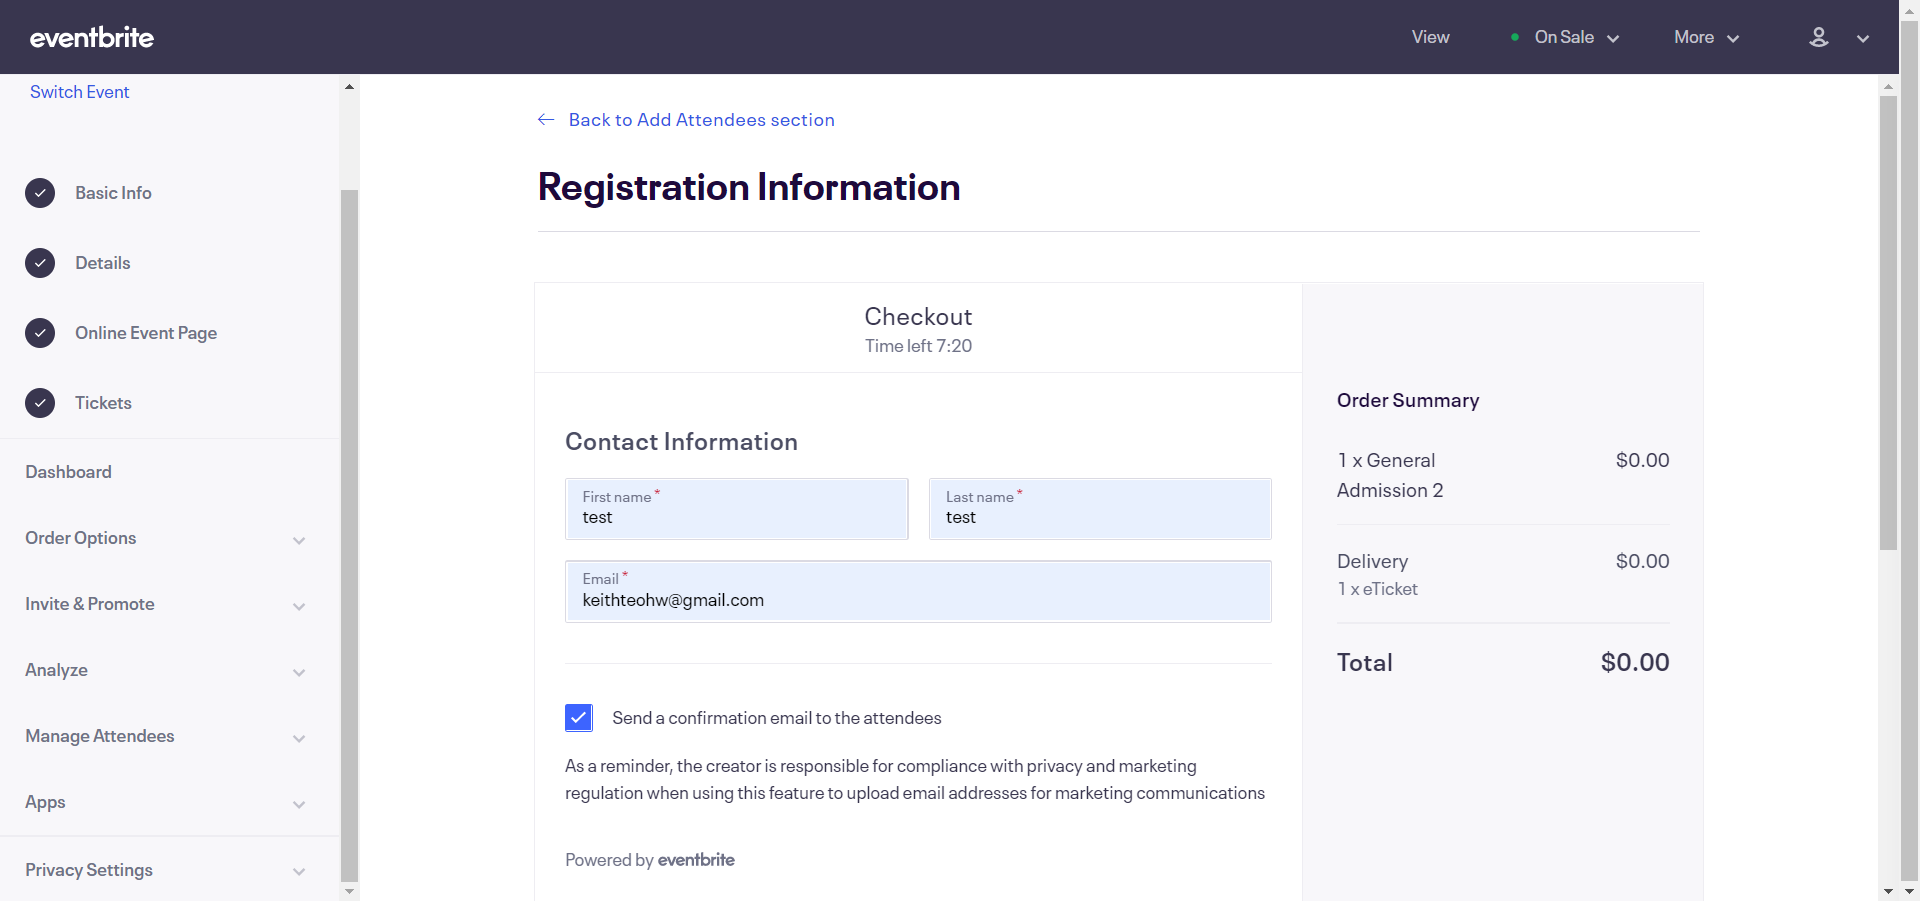 eventbrite
View
On Sale
More
Switch Event
Basic Info
Details
Online Event Page
Tickets
Dashboard
Order Options
Invite & Promote
Analyze
Manage Attendees
Apps
Privacy Settings
Back to Add Attendees section
Registration Information
Checkout
Time left 7:20
Contact Information
First name *
test
Last name *
test
Email *
keithteohw@gmail.com
Send a confirmation email to the attendees
As a reminder, the creator is responsible for compliance with privacy and marketing
regulation when using this feature to upload email addresses for marketing communications
Powered by eventbrite
Order Summary
1 x General $0.00
Admission 2
Delivery $0.00
1 x eTicket
Total $0.00